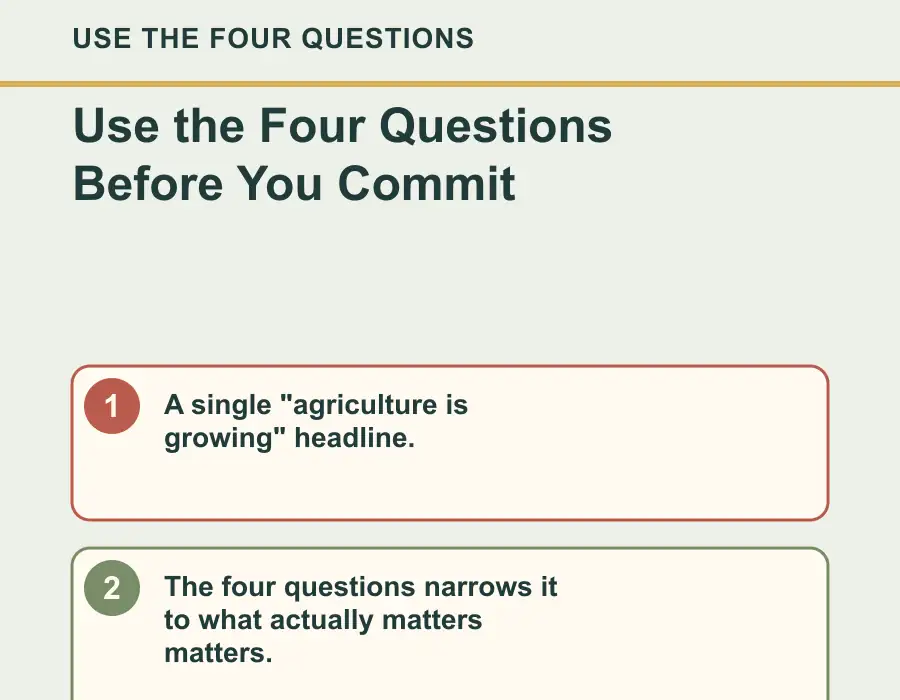 USE THE FOUR QUESTIONS
Use the Four Questions
Before You Commit
1
A single "agriculture is
growing" headline.
2
The four questions narrows it
to what actually matters
matters.